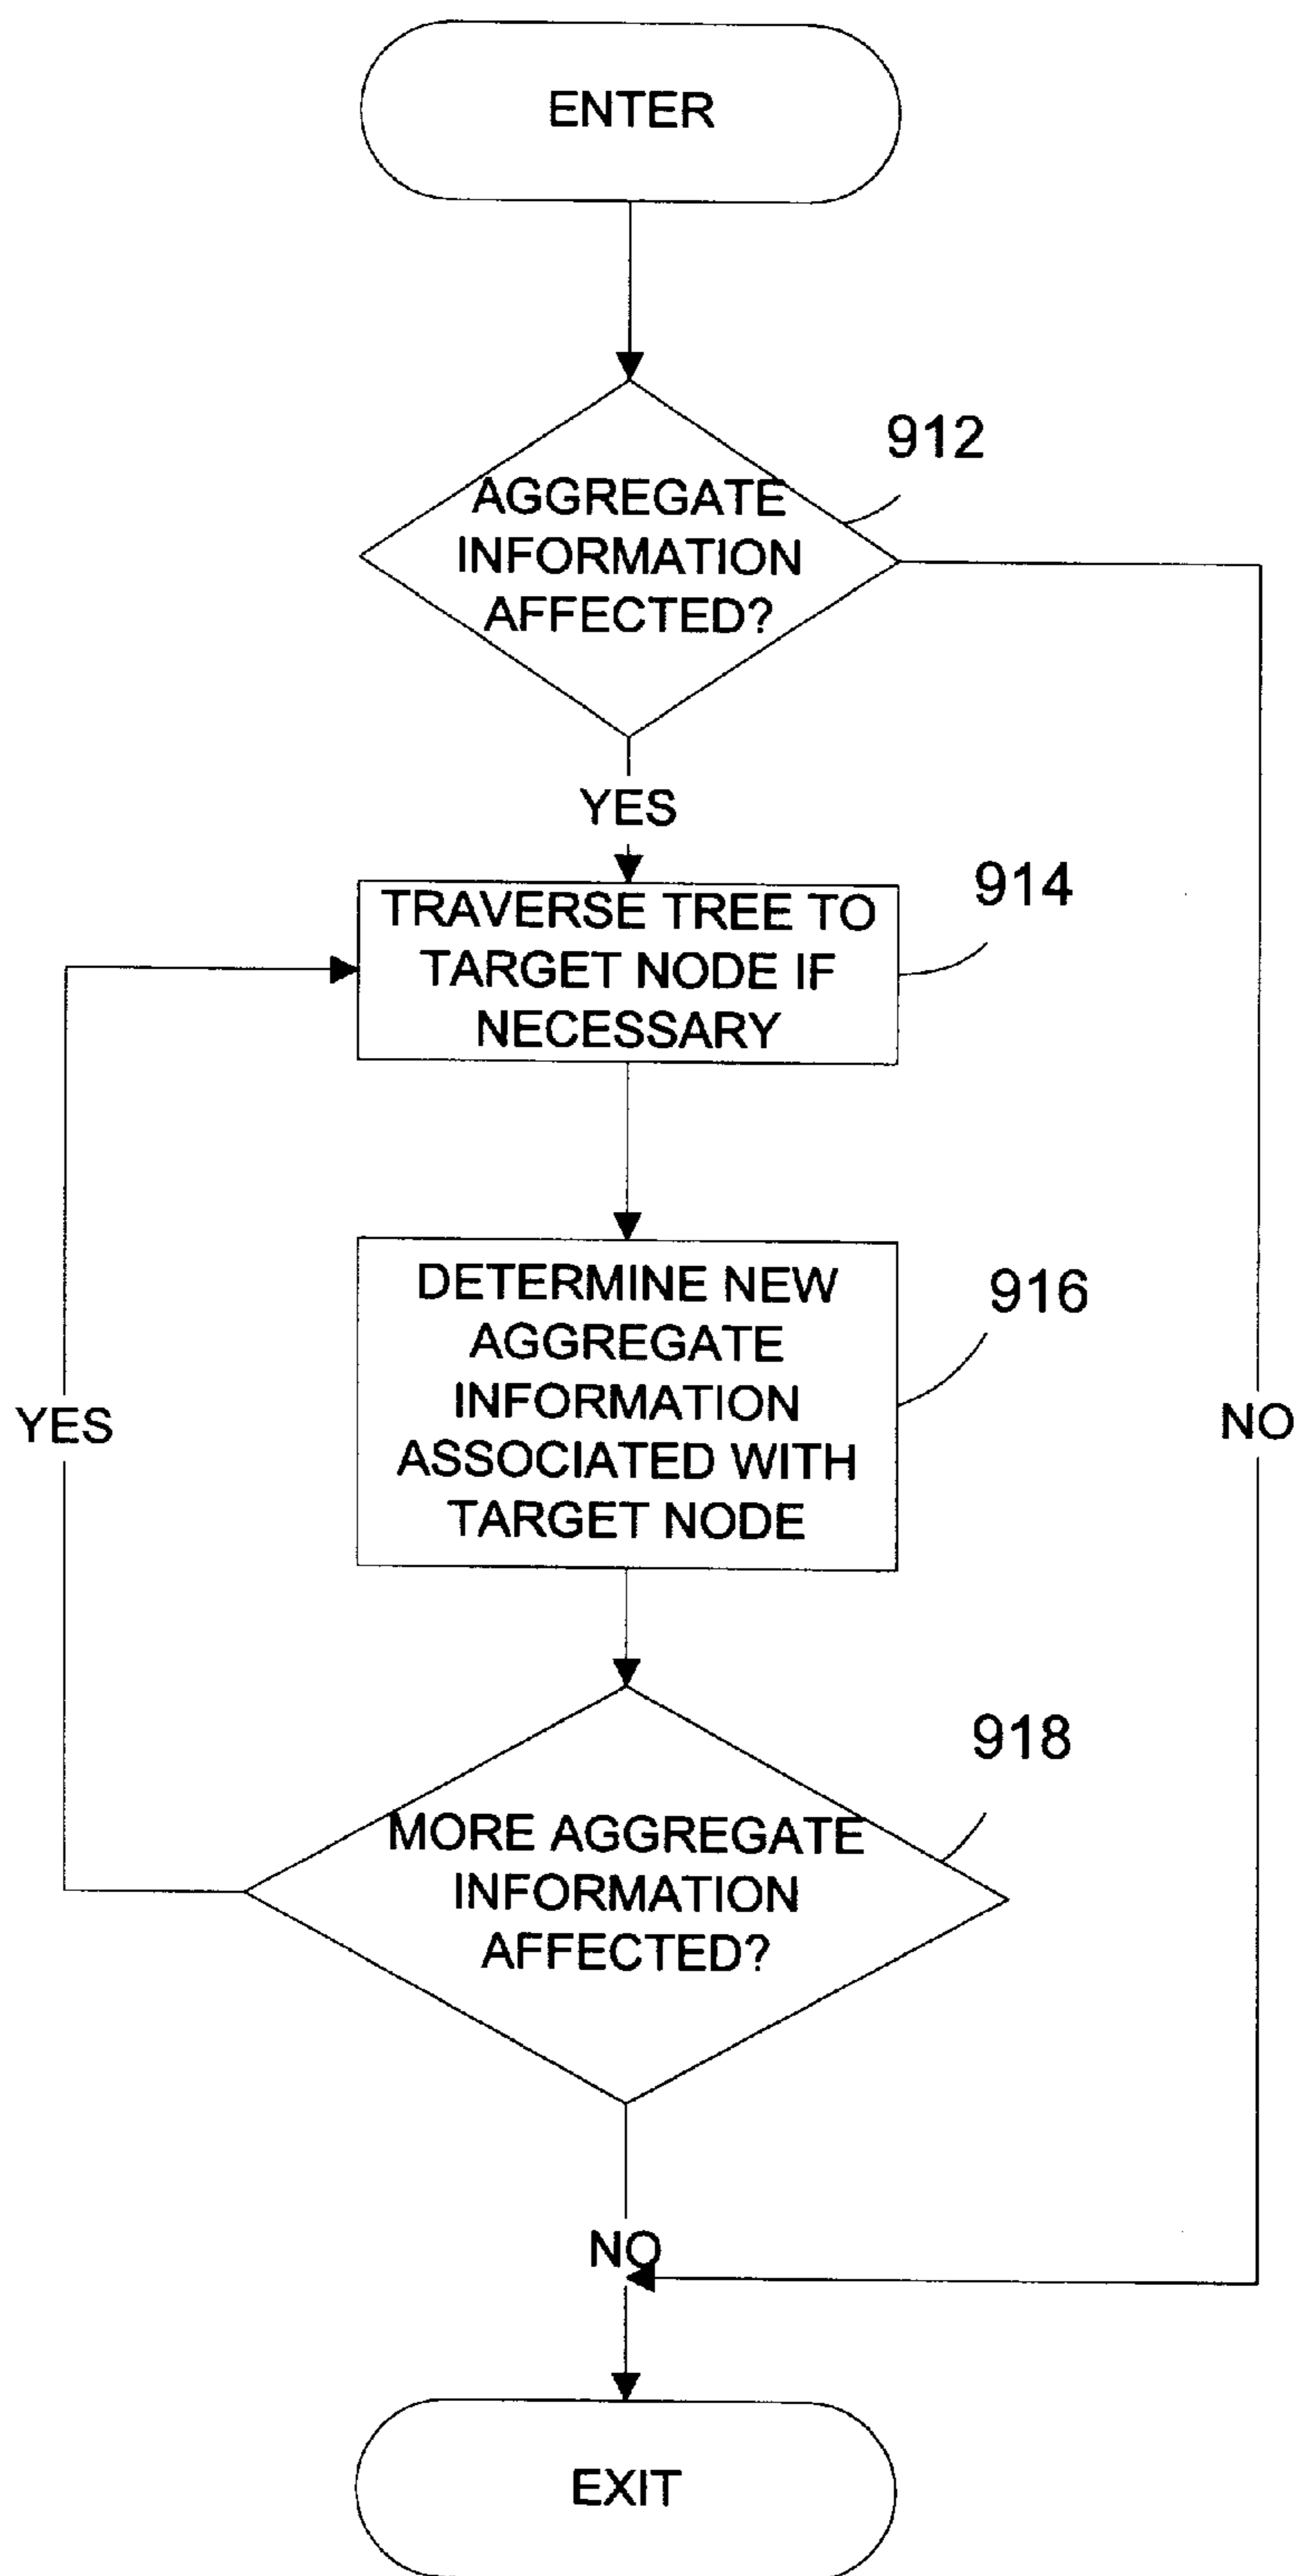 ENTER
912
AGGREGATE
INFORMATION
AFFECTED?
YES
914
TRAVERSE TREE TO
TARGET NODE IF
NECESSARY
916
DETERMINE NEW
AGGREGATE
INFORMATION
ASSOCIATED WITH
TARGET NODE
YES
NO
918
MORE AGGREGATE
INFORMATION
AFFECTED?
NO
EXIT